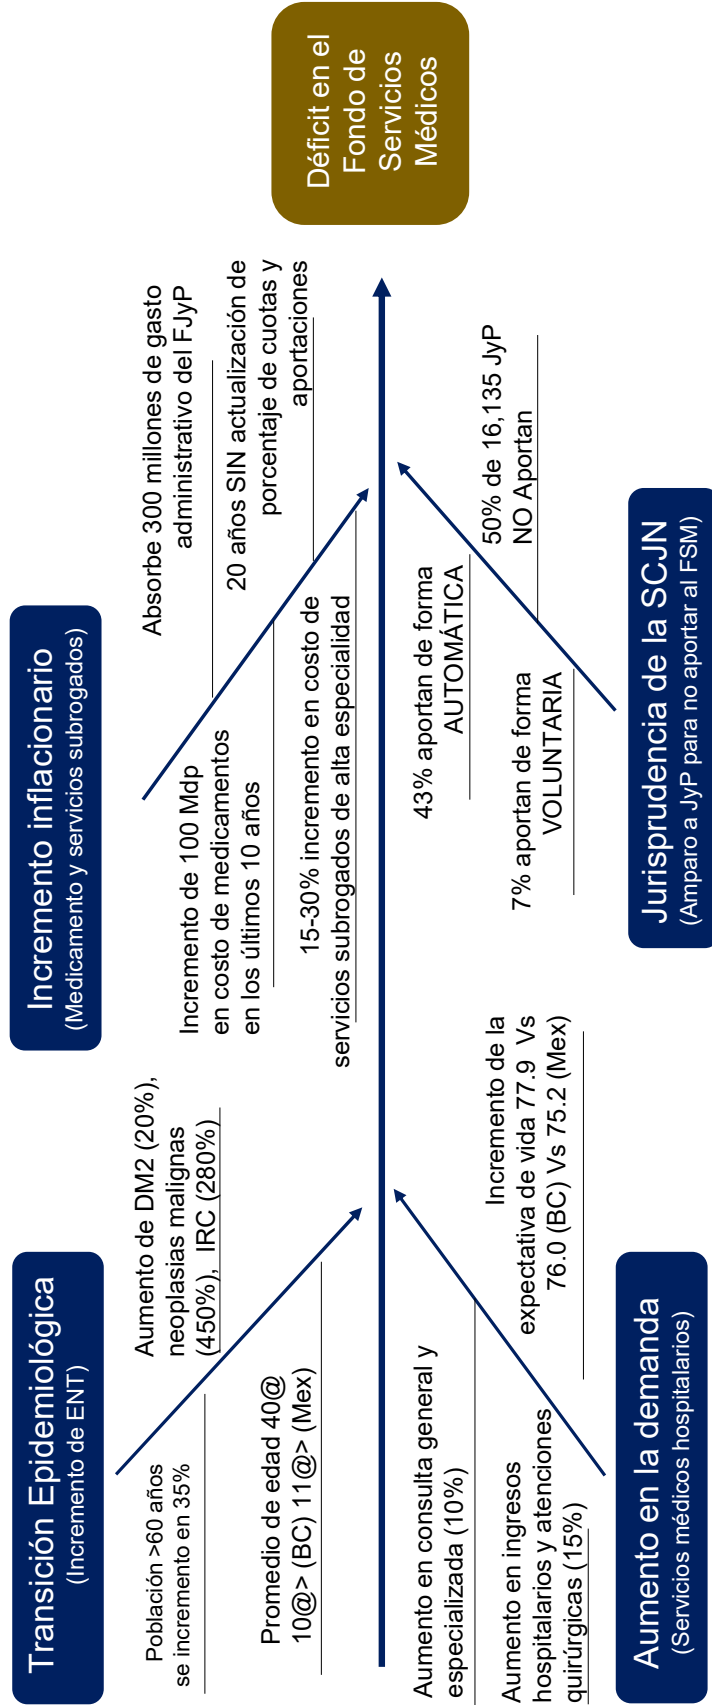 Transición Epidemiológica
(Incremento de ENT)
Población >60 años
se incremento en 35%
Aumento de DM2 (20%),
neoplasias malignas
(450%),  IRC (280%)
Promedio de edad 40@
10@> (BC) 11@> (Mex)
Incremento inflacionario
(Medicamento y servicios subrogados)
Incremento de 100 Mdp
en costo de medicamentos
en los últimos 10 años
Absorbe 300 millones de gasto
administrativo del FJyP
20 años SIN actualización de
porcentaje de cuotas y
aportaciones
15-30% incremento en costo de
servicios subrogados de alta especialidad
Déficit en el
Fondo de
Servicios
Médicos
Aumento en consulta general y
especializada (10%)
Aumento en ingresos
hospitalarios y atenciones
quirúrgicas (15%)
Incremento de la
expectativa de vida 77.9  Vs
76.0 (BC) Vs 75.2 (Mex)
Aumento en la demanda
(Servicios médicos hospitalarios)
43% aportan de forma
AUTOMÁTICA
7% aportan de forma
VOLUNTARIA
50% de 16,135 JyP
NO Aportan
Jurisprudencia de la SCJN
(Amparo a JyP para no aportar al FSM)